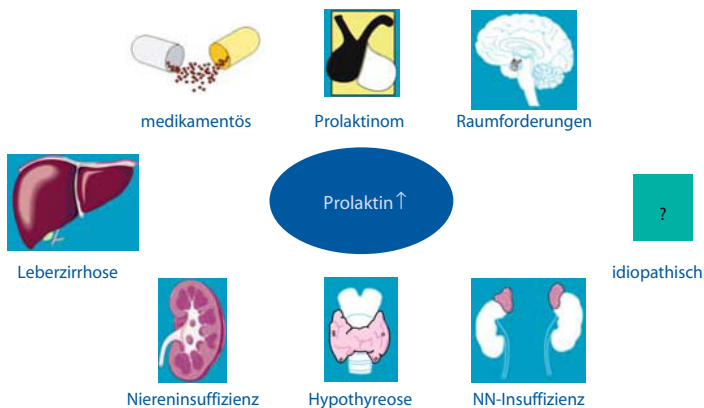 medikamentös Prolaktinom Raumforderungen
Prolaktin↑
?
Leberzirrhose idiopathisch
Niereninsuffizienz Hypothyreose NN-Insuffizienz